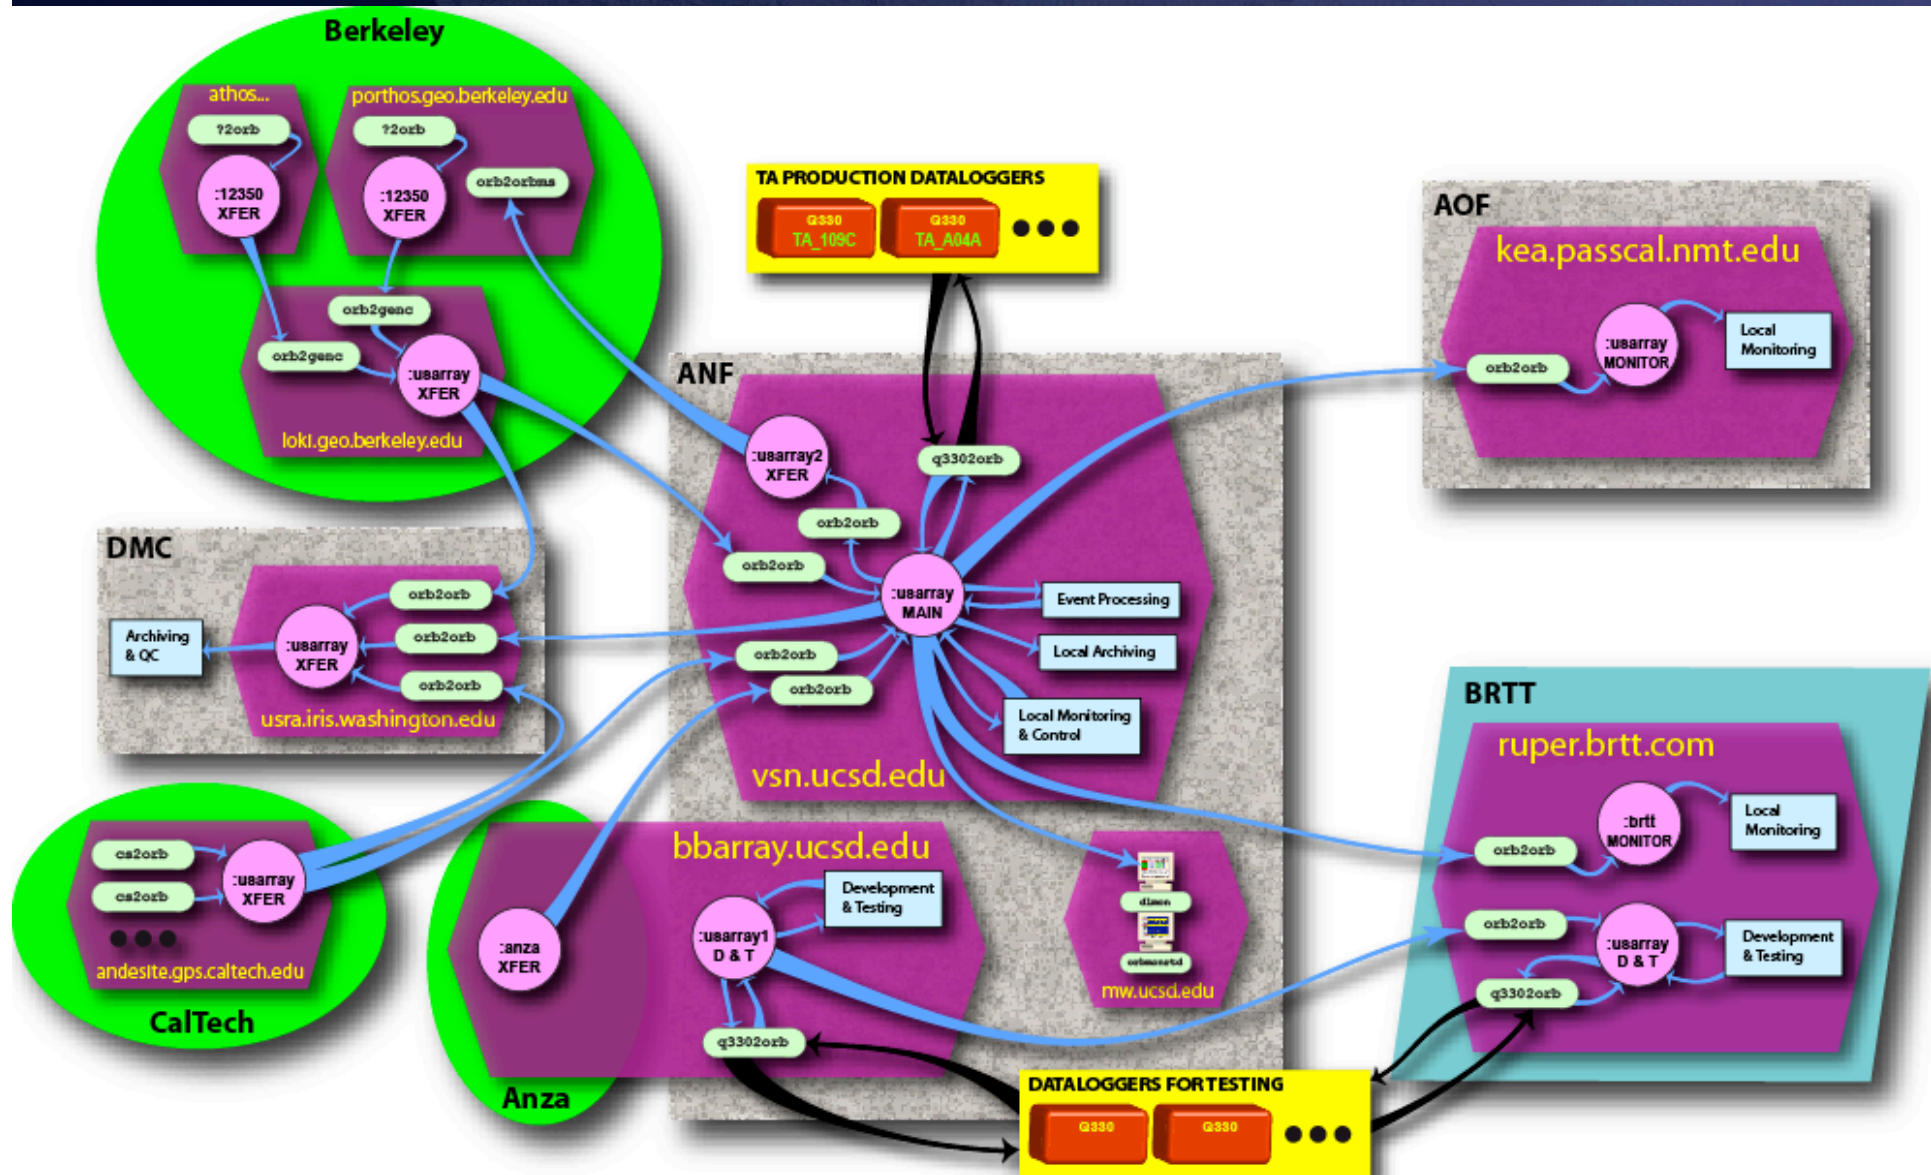 Berkeley
athos...
?2orb
:12350
XFER
porthos.geo.berkeley.edu
?2orb
:12350
XFER
orb2orbms
orb2genc
orb2genc
:usarray
XFER
loki.geo.berkeley.edu
TA PRODUCTION DATALOGGERS
Q330
TA_109C
Q330
TA_A04A
AOF
kea.passcal.nmt.edu
orb2orb
:usarray
MONITOR
Local
Monitoring
ANF
:usarray2
XFER
q3302orb
orb2orb
orb2orb
:usarray
MAIN
Event Processing
Local Archiving
Local Monitoring
& Control
orb2orb
orb2orb
vsn.ucsd.edu
DMC
Archiving
& QC
:usarray
XFER
orb2orb
orb2orb
orb2orb
usra.iris.washington.edu
cs2orb
cs2orb
:usarray
XFER
andesite.gps.caltech.edu
CalTech
bbarray.ucsd.edu
:anza
XFER
Anza
:usarray1
D & T
Development
& Testing
q3302orb
dlmon
orbmonrtd
mw.ucsd.edu
BRTT
ruper.brtt.com
orb2orb
:brtt
MONITOR
Local
Monitoring
orb2orb
:usarray
D & T
Development
& Testing
q3302orb
DATALOGGERS FOR TESTING
Q330
Q330